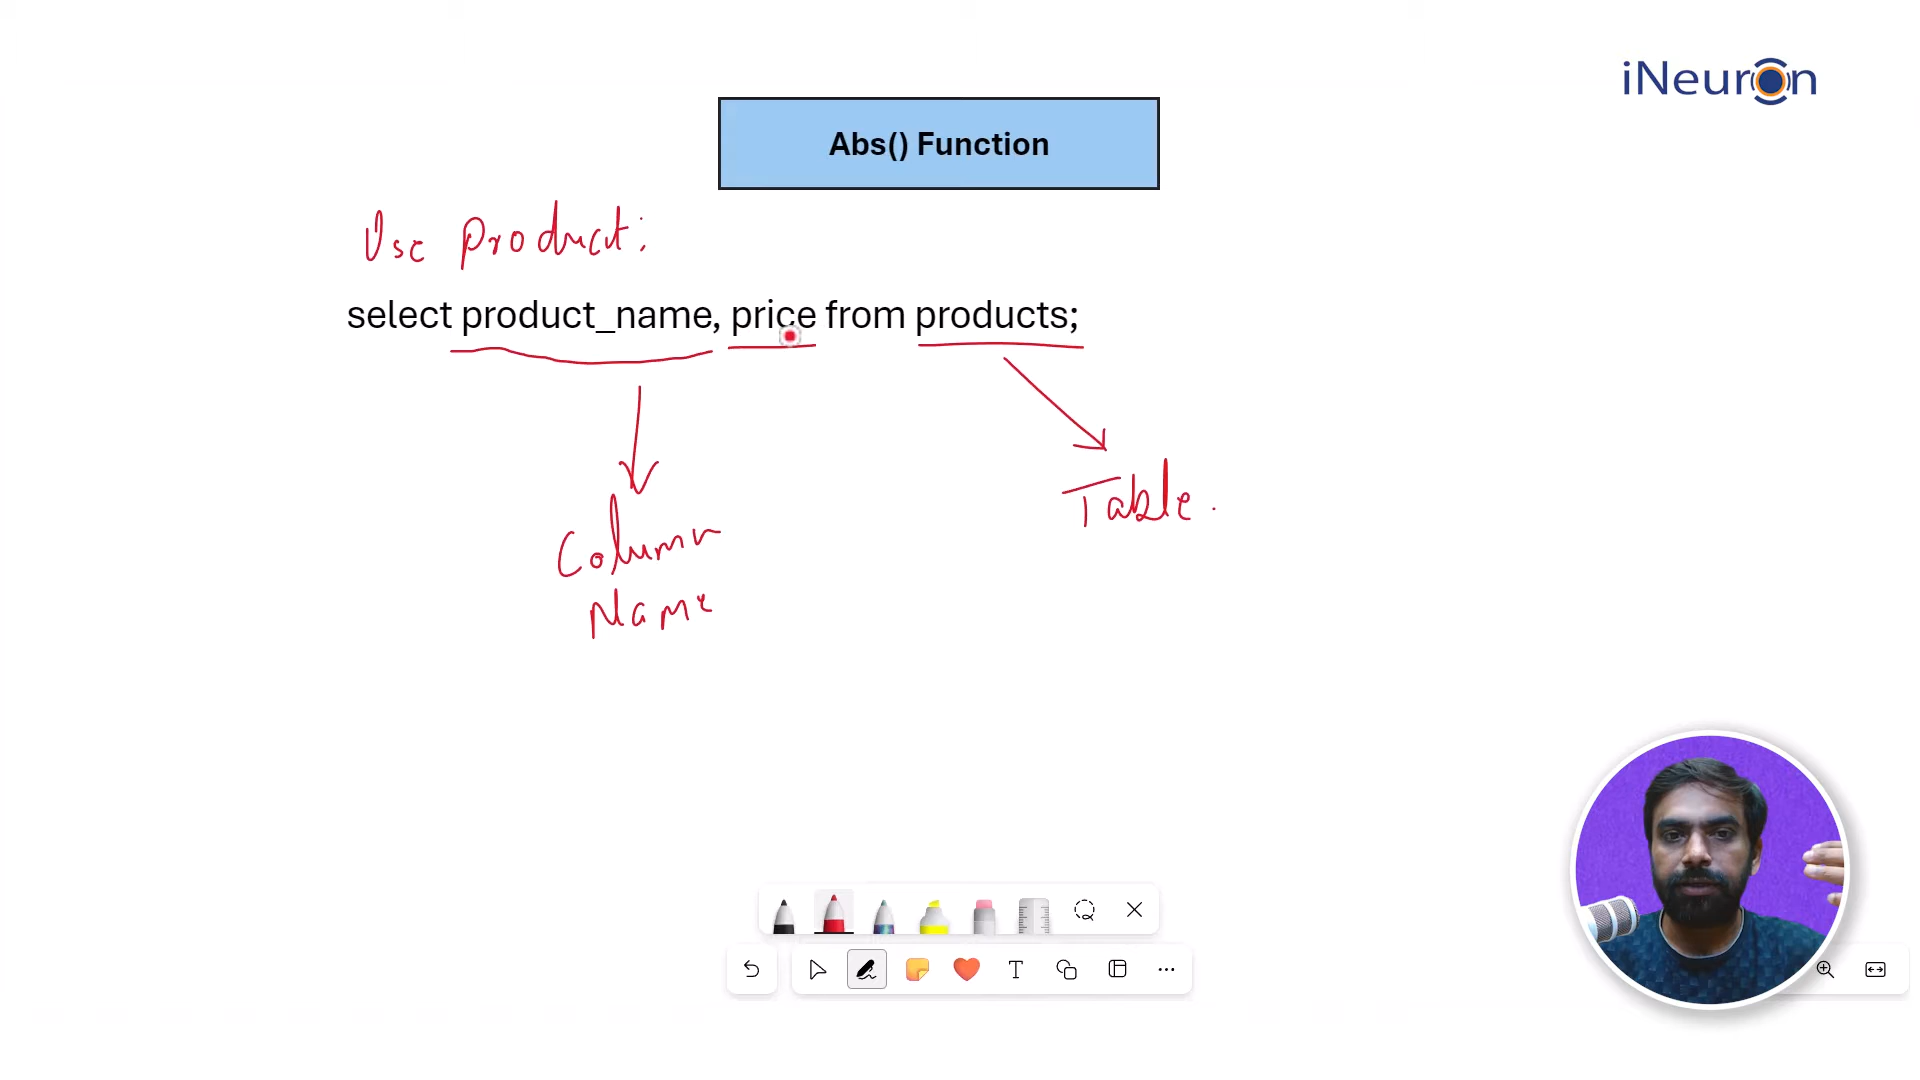 iNeuron
Abs() Function
Use Product;
select product_name, price from products;
Table.
Column
Name